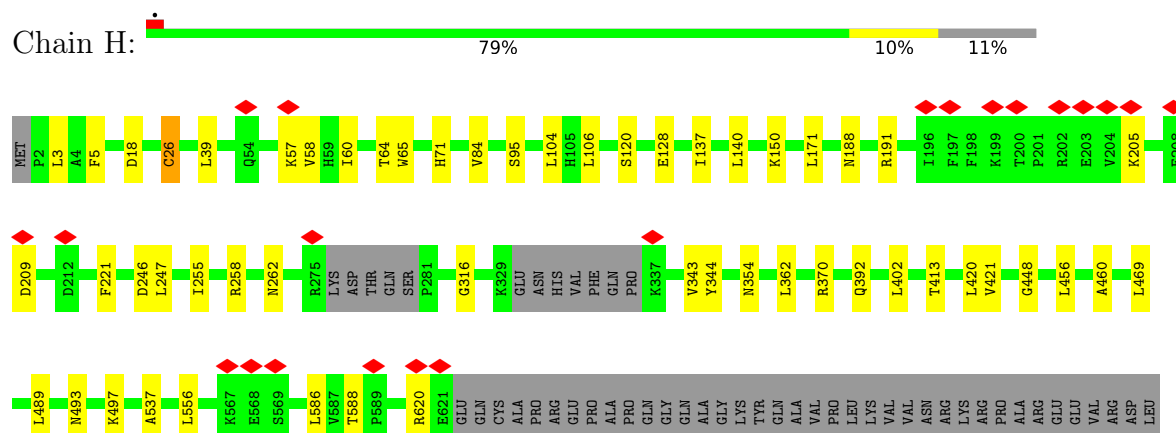 Chain H:
79% 10% 11%
MET P2 L3 A4 F5 D18 C26 L39 Q54 K57 V58 H59 I60 T64 W65 H71 V84 S95 L104 H105 L106 S120 E128 I137 L140 K150 L171 N188 R191 I196 F197 F198 K199 T200 P201 R202 E203 V204 K205
D209 D212 F221 D246 L247 I255 R258 N262 R275 LYS ASP THR GLN SER P281 G316 K329 GLU ASN HIS VAL PHE GLN PRO K337 V343 Y344 N354 L362 R370 Q392 L402 T413 L420 V421 G448 L456 A460 L469
L489 N493 K497 A537 L556 K567 E568 S569 L586 V587 T588 P589 R620 E621 GLU GLN CYS ALA PRO ARG GLU PRO ALA PRO GLN GLY GLN ALA GLY LYS TYR GLN ALA VAL PRO LEU LYS VAL VAL ASN ARG LYS ARG PRO ALA ARG GLU GLU VAL ARG ASP LEU